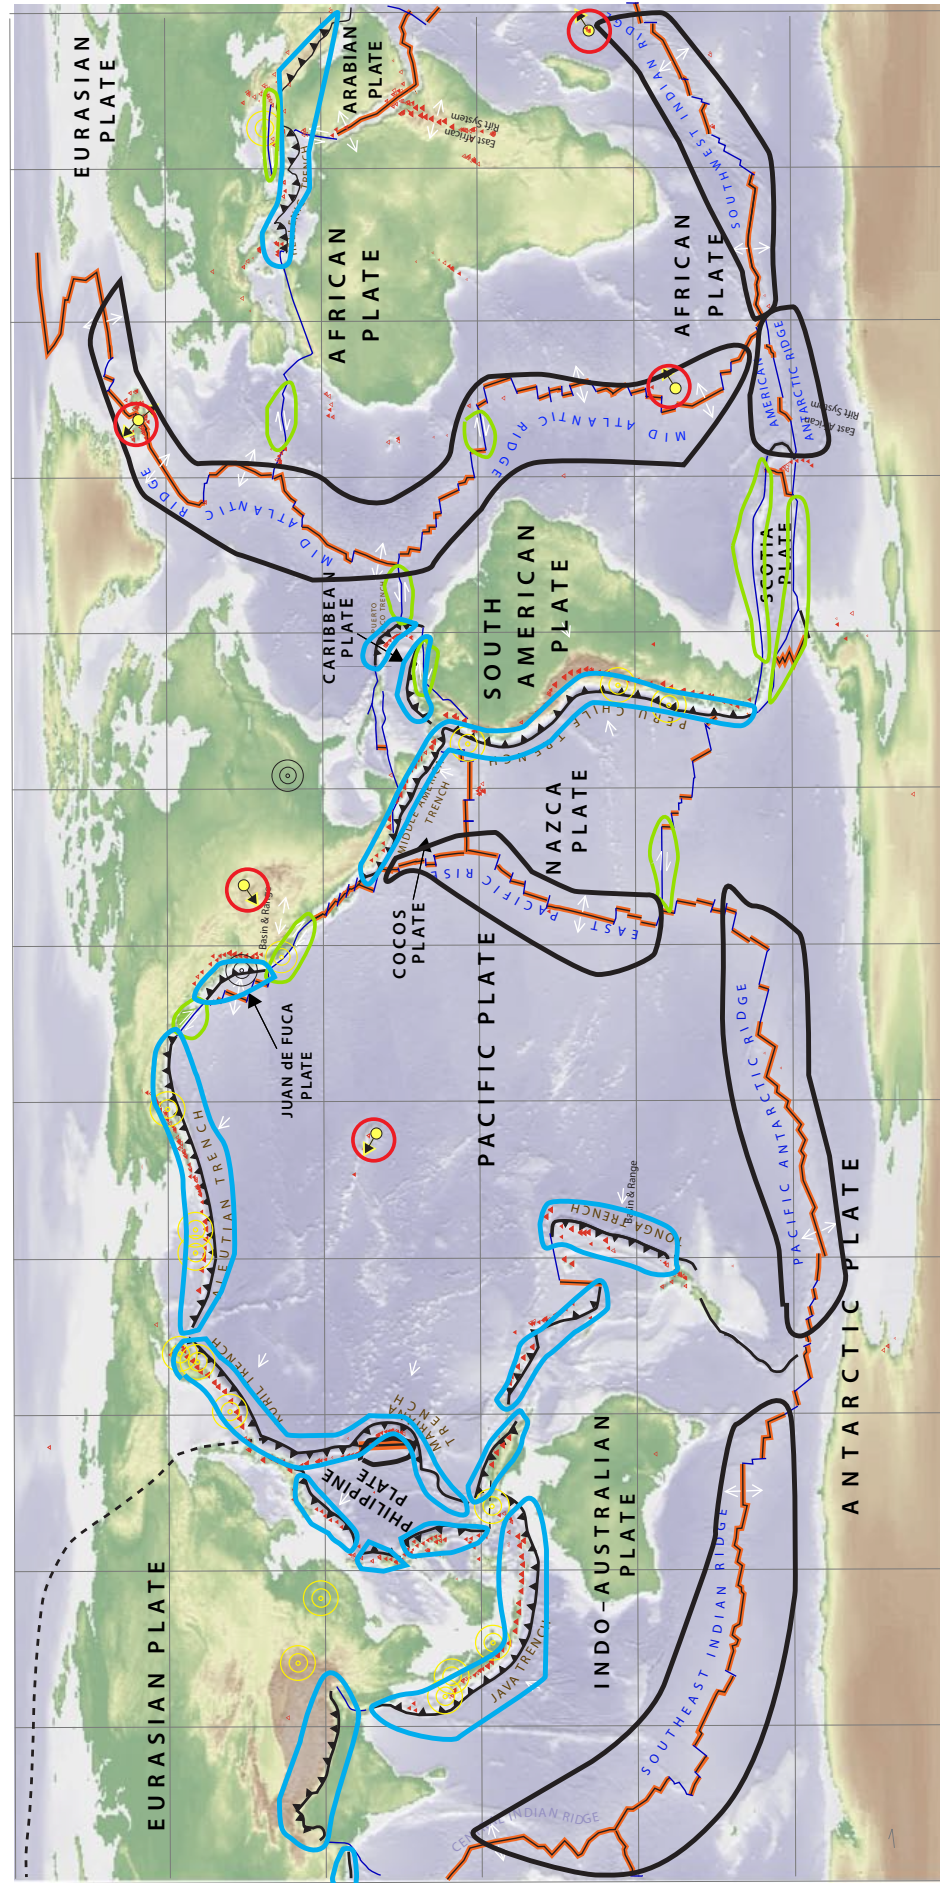 EURASIAN
PLATE
ARABIAN
PLATE
East African
Rift System
TRENCH
AFRICAN
PLATE
AFRICAN
PLATE
SOUTHWEST INDIAN RIDGE
MID ATLANTIC RIDGE
MID ATLANTIC RIDGE
AMERICAN
ANTARCTIC RIDGE
East African
Rift System
SCOTIA
PLATE
CARIBBEAN
PLATE
PUERTO
RICO TRENCH
SOUTH
AMERICAN
PLATE
PERU CHILE TRENCH
MIDDLE AMERICA
TRENCH
NAZCA
PLATE
EAST PACIFIC RISE
COCOS
PLATE
Basin & Range
JUAN de FUCA
PLATE
PACIFIC PLATE
PACIFIC ANTARCTIC RIDGE
ALEUTIAN TRENCH
Basin & Range
TONGA TRENCH
ANTARCTIC PLATE
KURIL TRENCH
MARIANA
TRENCH
PHILIPPINE
PLATE
INDO-AUSTRALIAN
PLATE
EURASIAN PLATE
JAVA TRENCH
SOUTHEAST INDIAN RIDGE
CENTRAL INDIAN RIDGE